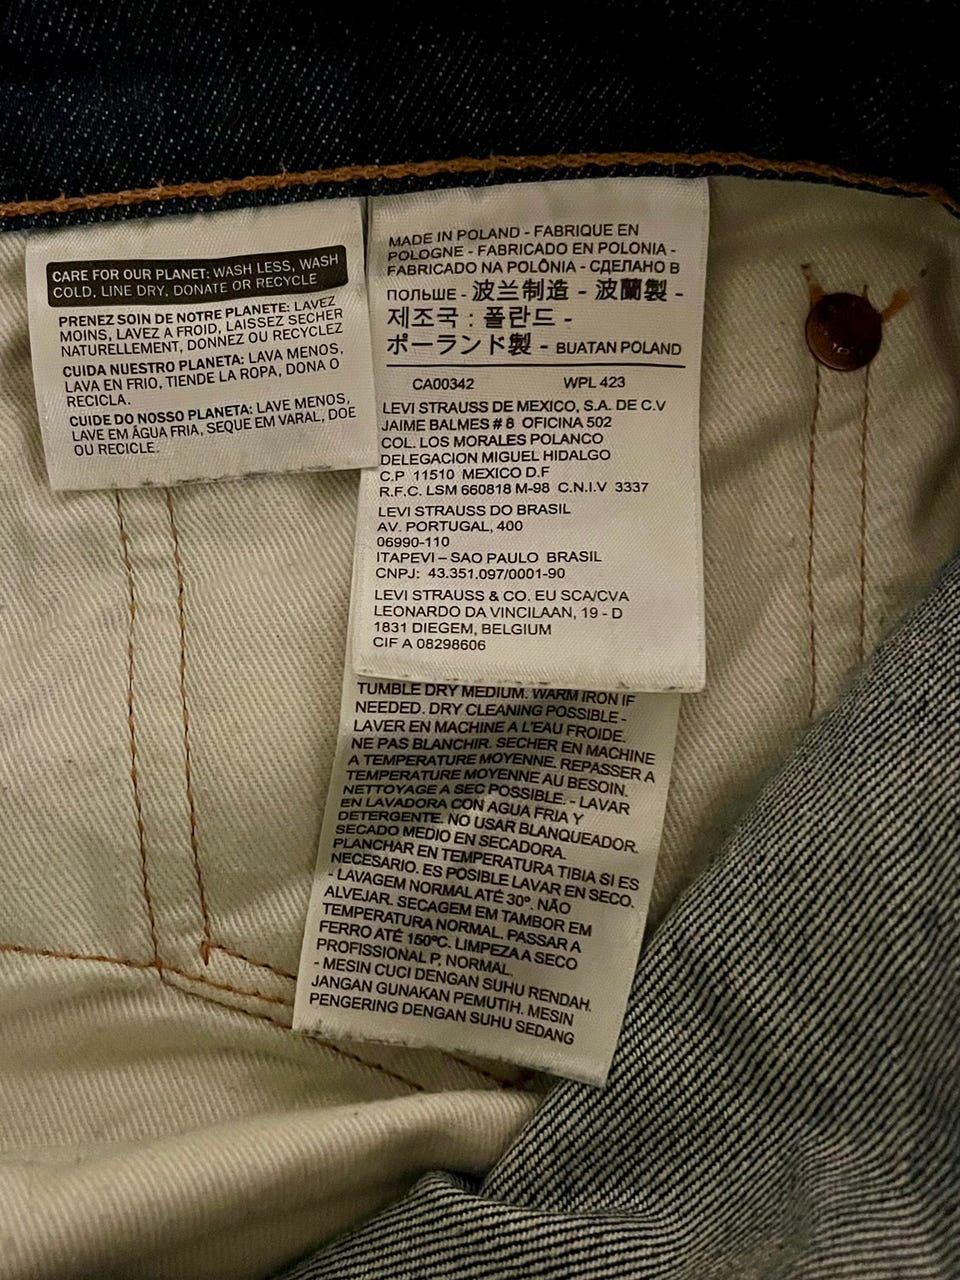 CARE FOR OUR PLANET: WASH LESS, WASH
COLD, LINE DRY, DONATE OR RECYCLE
PRENEZ SOIN DE NOTRE PLANETE: LAVEZ
MOINS, LAVEZ A FROID, LAISSEZ SECHER
NATURELLEMENT, DONNEZ OU RECYCLEZ
CUIDA NUESTRO PLANETA: LAVA MENOS,
LAVA EN FRIO, TIENDE LA ROPA, DONA O
RECICLA.
CUIDE DO NOSSO PLANETA: LAVE MENOS,
LAVE EM ÁGUA FRIA, SEQUE EM VARAL, DOE
OU RECICLE.
MADE IN POLAND - FABRIQUE EN
POLOGNE - FABRICADO EN POLONIA -
FABRICADO NA POLÔNIA - СДЕЛАНО В
ПОЛЬШЕ - 波兰制造 - 波蘭製 -
제조국 : 폴란드 -
ポーランド製 - BUATAN POLAND
CA00342 WPL 423
LEVI STRAUSS DE MEXICO, S.A. DE C.V
JAIME BALMES # 8 OFICINA 502
COL. LOS MORALES POLANCO
DELEGACION MIGUEL HIDALGO
C.P 11510 MEXICO D.F
R.F.C. LSM 660818 M-98 C.N.I.V 3337
LEVI STRAUSS DO BRASIL
AV. PORTUGAL, 400
06990-110
ITAPEVI – SAO PAULO BRASIL
CNPJ: 43.351.097/0001-90
LEVI STRAUSS & CO. EU SCA/CVA
LEONARDO DA VINCILAAN, 19 - D
1831 DIEGEM, BELGIUM
CIF A 08298606
TUMBLE DRY MEDIUM. WARM IRON IF
NEEDED. DRY CLEANING POSSIBLE -
LAVER EN MACHINE A L'EAU FROIDE.
NE PAS BLANCHIR. SECHER EN MACHINE
A TEMPERATURE MOYENNE. REPASSER A
TEMPERATURE MOYENNE AU BESOIN.
NETTOYAGE A SEC POSSIBLE. - LAVAR
EN LAVADORA CON AGUA FRIA Y
DETERGENTE. NO USAR BLANQUEADOR.
SECADO MEDIO EN SECADORA.
PLANCHAR EN TEMPERATURA TIBIA SI ES
NECESARIO. ES POSIBLE LAVAR EN SECO.
- LAVAGEM NORMAL ATÉ 30º. NÃO
ALVEJAR. SECAGEM EM TAMBOR EM
TEMPERATURA NORMAL. PASSAR A
FERRO ATÉ 150ºC. LIMPEZA A SECO
PROFISSIONAL P, NORMAL.
- MESIN CUCI DENGAN SUHU RENDAH.
JANGAN GUNAKAN PEMUTIH. MESIN
PENGERING DENGAN SUHU SEDANG